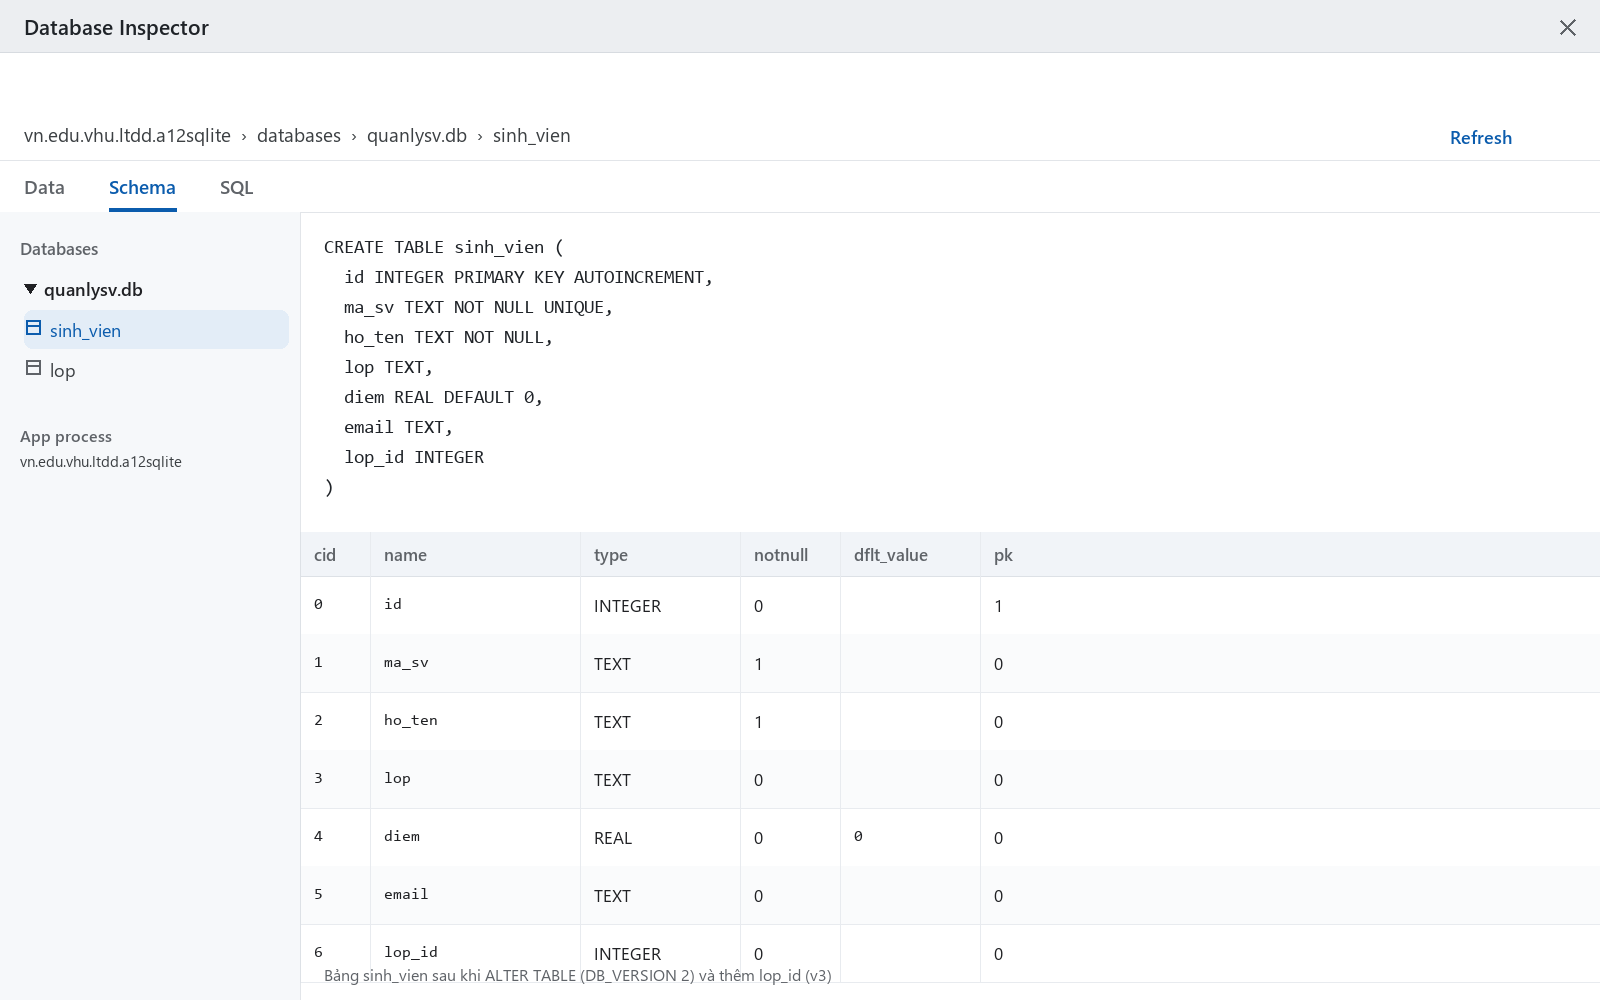 Database Inspector
vn.edu.vhu.ltdd.a12sqlite › databases › quanlysv.db › sinh_vien
Refresh
Data Schema SQL
Databases
quanlysv.db
sinh_vien
lop
App process
vn.edu.vhu.ltdd.a12sqlite
CREATE TABLE sinh_vien (
id INTEGER PRIMARY KEY AUTOINCREMENT,
ma_sv TEXT NOT NULL UNIQUE,
ho_ten TEXT NOT NULL,
lop TEXT,
diem REAL DEFAULT 0,
email TEXT,
lop_id INTEGER
)
cid name type notnull dflt_value pk
0 id INTEGER 0 1
1 ma_sv TEXT 1 0
2 ho_ten TEXT 1 0
3 lop TEXT 0 0
4 diem REAL 0 0 0
5 email TEXT 0 0
6 lop_id INTEGER 0 0
Bảng sinh_vien sau khi ALTER TABLE (DB_VERSION 2) và thêm lop_id (v3)